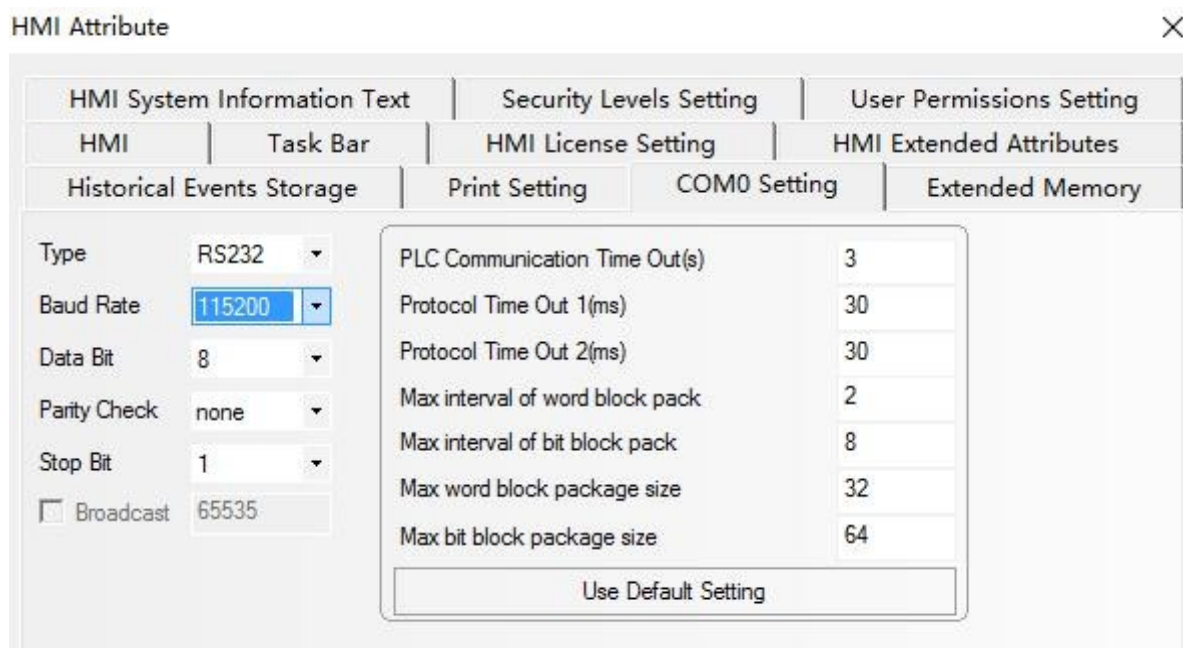 HMI Attribute
HMI System Information Text
Security Levels Setting
User Permissions Setting
HMI
Task Bar
HMI License Setting
HMI Extended Attributes
Historical Events Storage
Print Setting
COM0 Setting
Extended Memory
Type RS232
Baud Rate 115200
Data Bit 8
Parity Check none
Stop Bit 1
Broadcast 65535
PLC Communication Time Out(s) 3
Protocol Time Out 1(ms) 30
Protocol Time Out 2(ms) 30
Max interval of word block pack 2
Max interval of bit block pack 8
Max word block package size 32
Max bit block package size 64
Use Default Setting